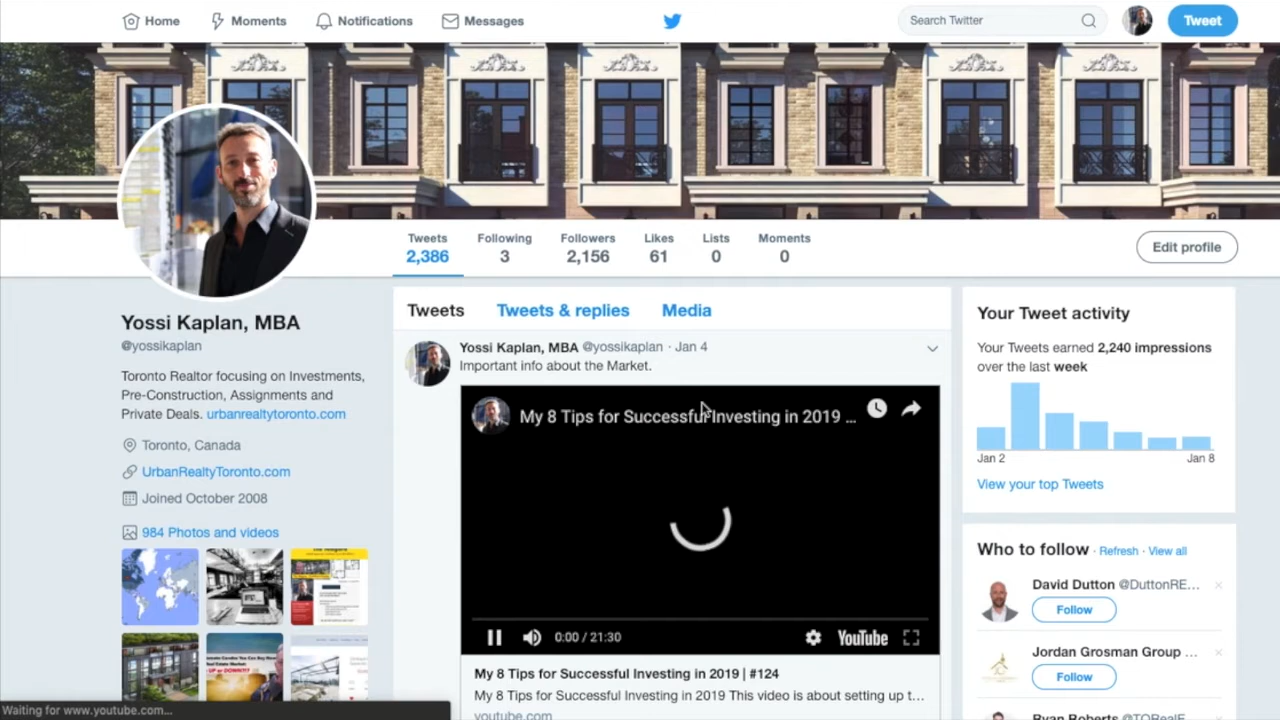 Home
Moments
Notifications
Messages
Search Twitter
Tweet
Tweets
2,386
Following
3
Followers
2,156
Likes
61
Lists
0
Moments
0
Edit profile
Yossi Kaplan, MBA
@yossikaplan
Toronto Realtor focusing on Investments,
Pre-Construction, Assignments and
Private Deals. urbanrealtytoronto.com
Toronto, Canada
UrbanRealtyToronto.com
Joined October 2008
984 Photos and videos
UP or DOWN?!?
Waiting for www.youtube.com...
Tweets
Tweets & replies
Media
Yossi Kaplan, MBA @yossikaplan · Jan 4
Important info about the Market.
My 8 Tips for Successful Investing in 2019 ...
0:00 / 21:30
YouTube
My 8 Tips for Successful Investing in 2019 | #124
My 8 Tips for Successful Investing in 2019 This video is about setting up t...
youtube.com
Your Tweet activity
Your Tweets earned 2,240 impressions
over the last week
Jan 2
Jan 8
View your top Tweets
Who to follow · Refresh · View all
David Dutton @DuttonRE...
Follow
Jordan Grosman Group ...
Follow
Ryan Roberts @TORealE...